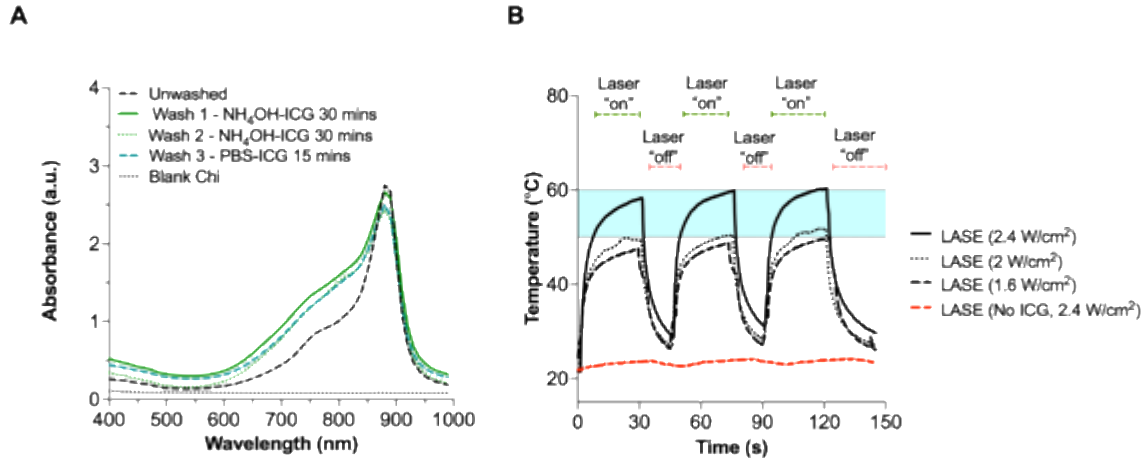 A
B
4
3
2
1
0
400
500
600
700
800
900
1000
Absorbance (a.u.)
Wavelength (nm)
Unwashed
Wash 1 - NH₄OH-ICG 30 mins
Wash 2 - NH₄OH-ICG 30 mins
Wash 3 - PBS-ICG 15 mins
Blank Chi
80
60
40
20
0
30
60
90
120
150
Temperature (°C)
Time (s)
Laser
"on"
Laser
"on"
Laser
"on"
Laser
"off"
Laser
"off"
Laser
"off"
LASE (2.4 W/cm²)
LASE (2 W/cm²)
LASE (1.6 W/cm²)
LASE (No ICG, 2.4 W/cm²)